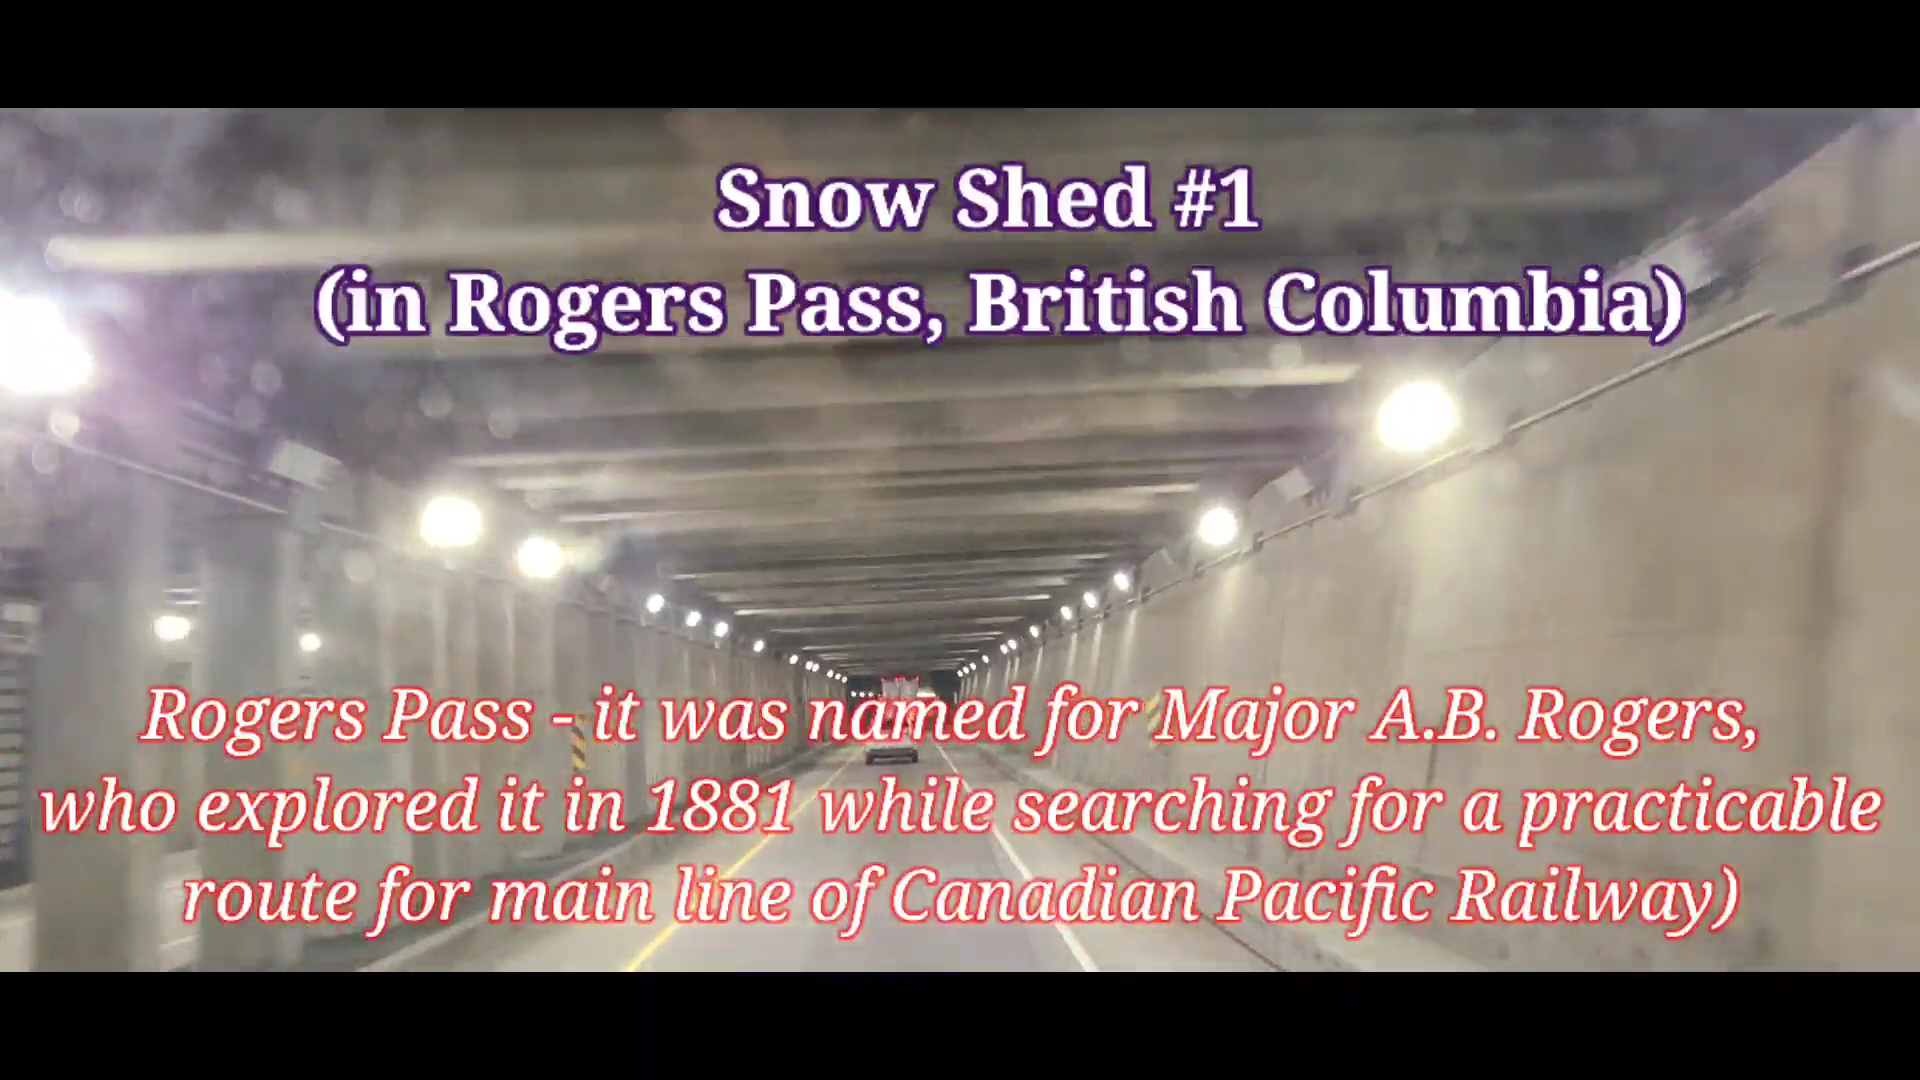 Snow Shed #1
(in Rogers Pass, British Columbia)
Rogers Pass - it was named for Major A.B. Rogers,
who explored it in 1881 while searching for a practicable
route for main line of Canadian Pacific Railway)